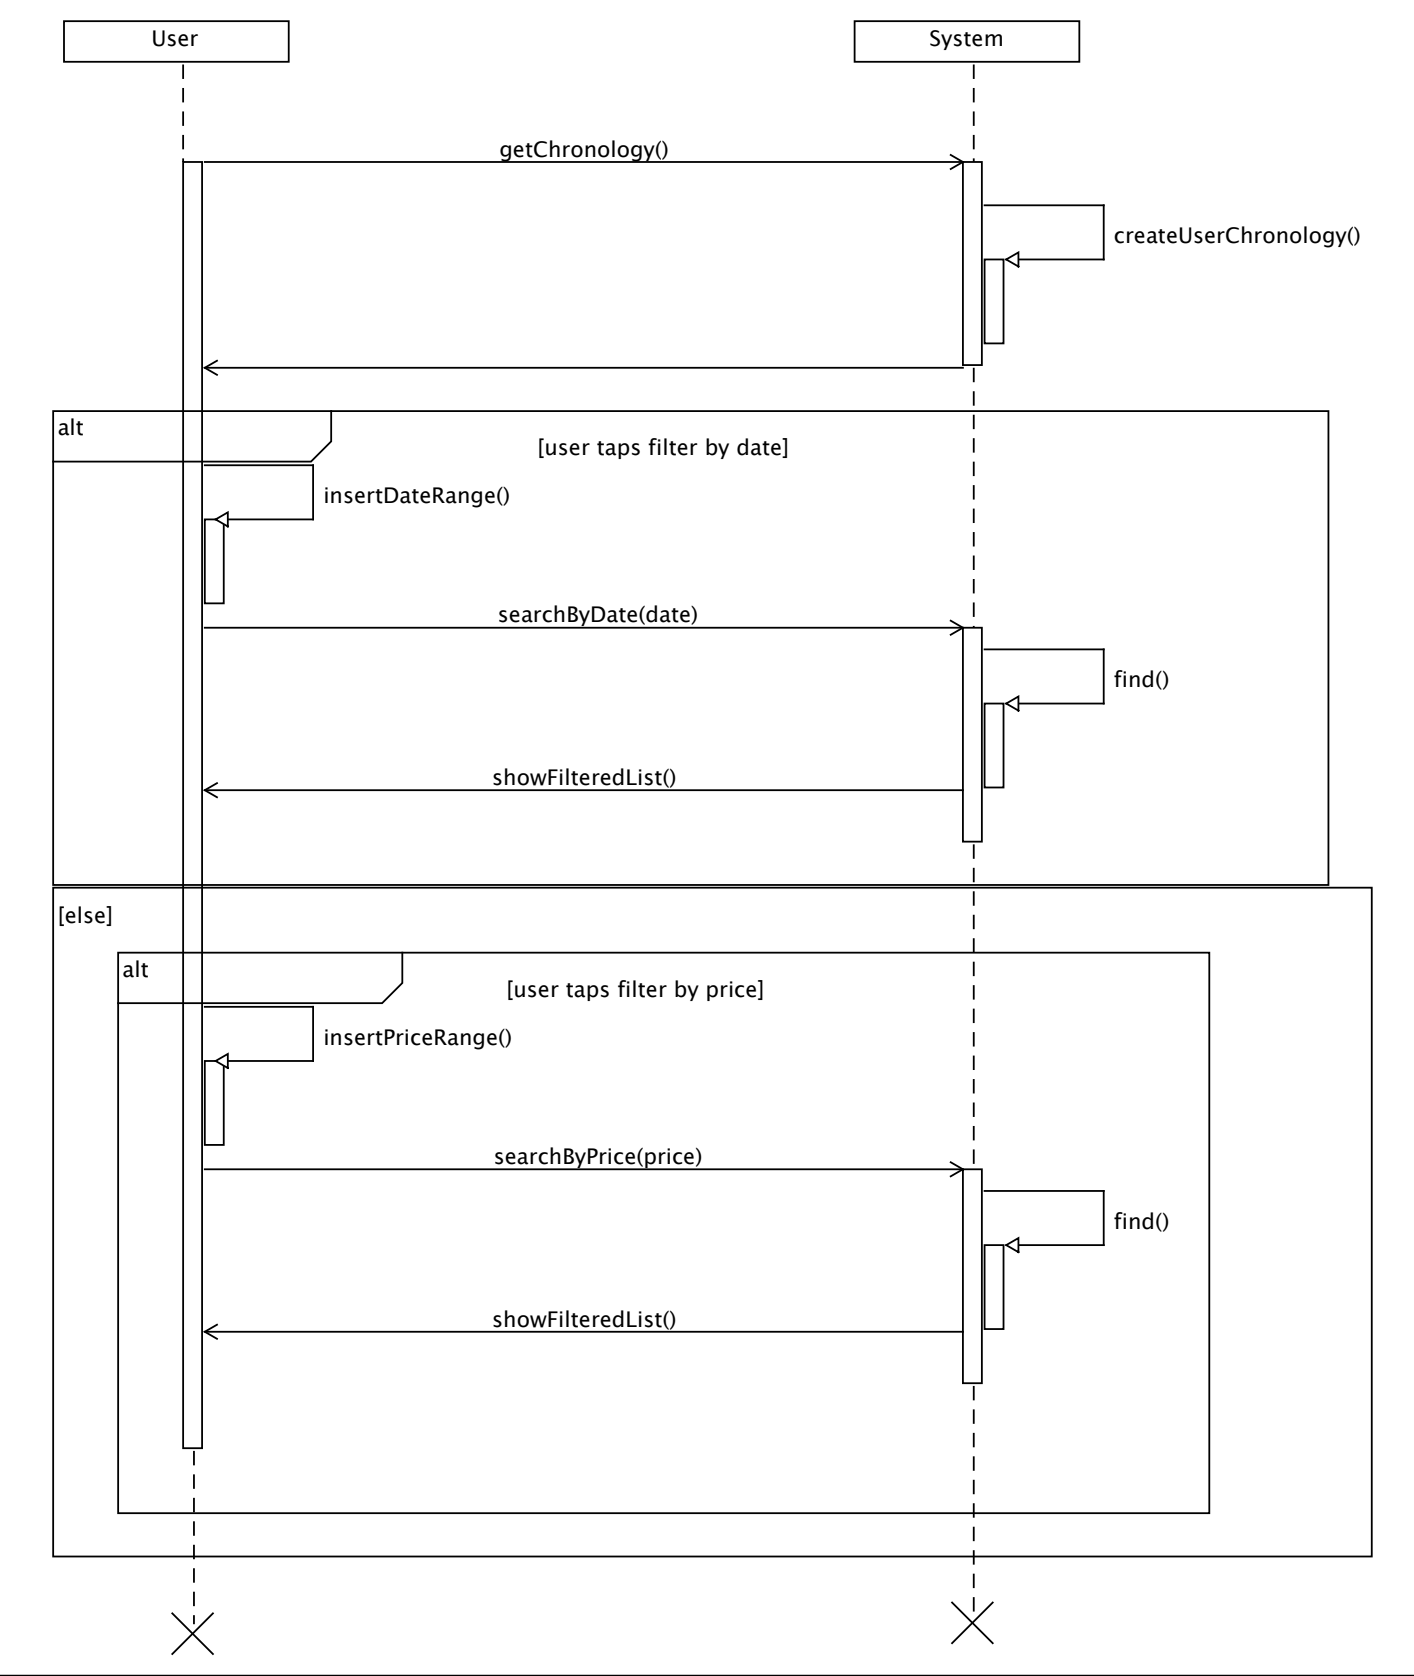 User
System
getChronology()
createUserChronology()
alt
[user taps filter by date]
insertDateRange()
searchByDate(date)
find()
showFilteredList()
[else]
alt
[user taps filter by price]
insertPriceRange()
searchByPrice(price)
find()
showFilteredList()